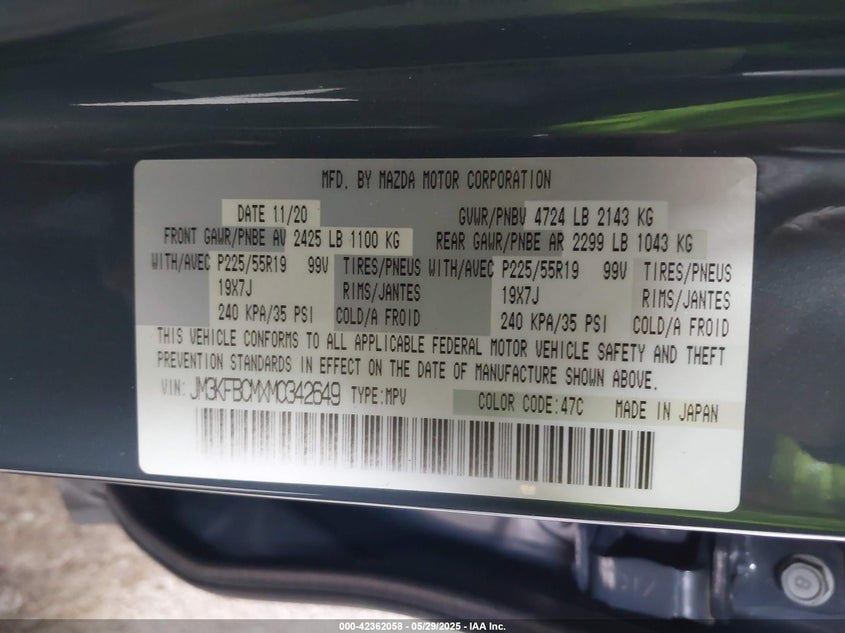 MFD. BY MAZDA MOTOR CORPORATION
DATE 11/20 GVWR/PNBV 4724 LB 2143 KG
FRONT GAWR/PNBE AV 2425 LB 1100 KG REAR GAWR/PNBE AR 2299 LB 1043 KG
WITH/AVEC P225/55R19 99V TIRES/PNEUS WITH/AVEC P225/55R19 99V TIRES/PNEUS
19X7J RIMS/JANTES 19X7J RIMS/JANTES
240 KPA/35 PSI COLD/A FROID 240 KPA/35 PSI COLD/A FROID
THIS VEHICLE CONFORMS TO ALL APPLICABLE FEDERAL MOTOR VEHICLE SAFETY AND THEFT
PREVENTION STANDARDS IN EFFECT ON THE DATE OF MANUFACTURE SHOWN ABOVE.
VIN: JM3KFBCMXM0342649 TYPE:MPV COLOR CODE:47C MADE IN JAPAN
8
000-42362058 - 05/29/2025 - IAA Inc.